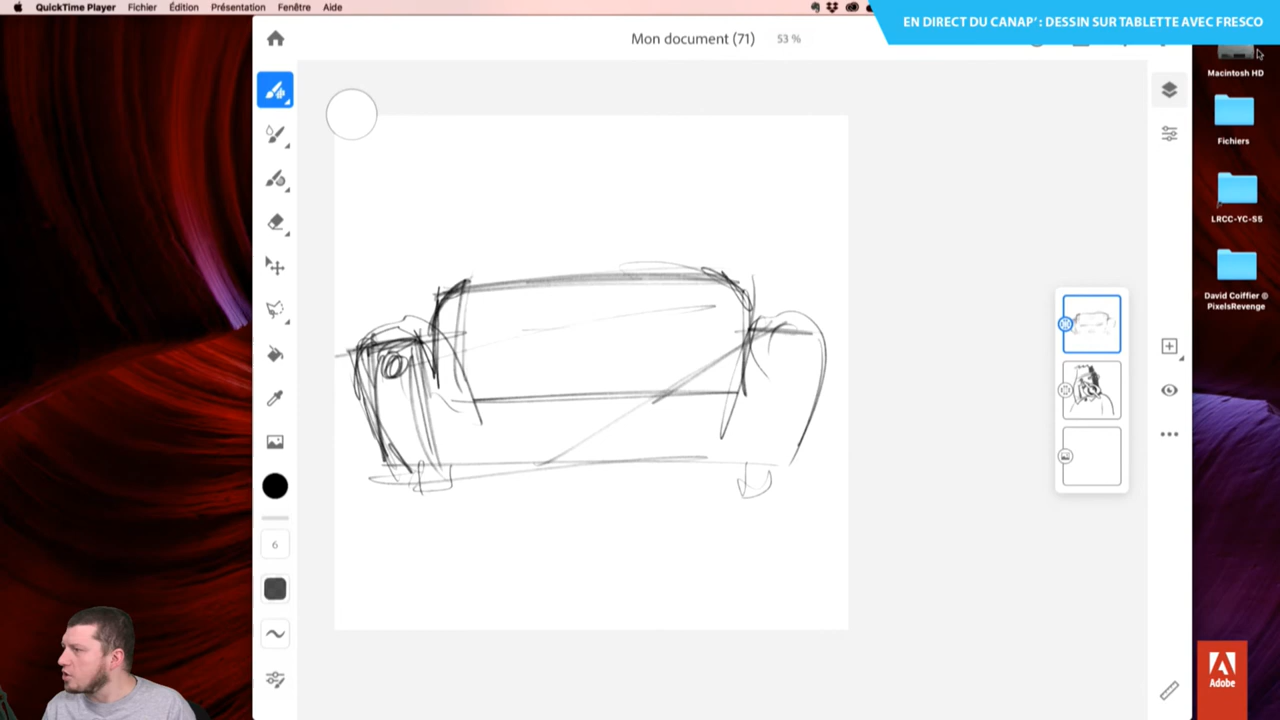 QuickTime Player Fichier Édition Présentation Fenêtre Aide
EN DIRECT DU CANAP' : DESSIN SUR TABLETTE AVEC FRESCO
Mon document (71) 53 %
Macintosh HD
Fichiers
LRCC-YC-S5
David Coiffier ©
PixelsRevenge
6
Adobe